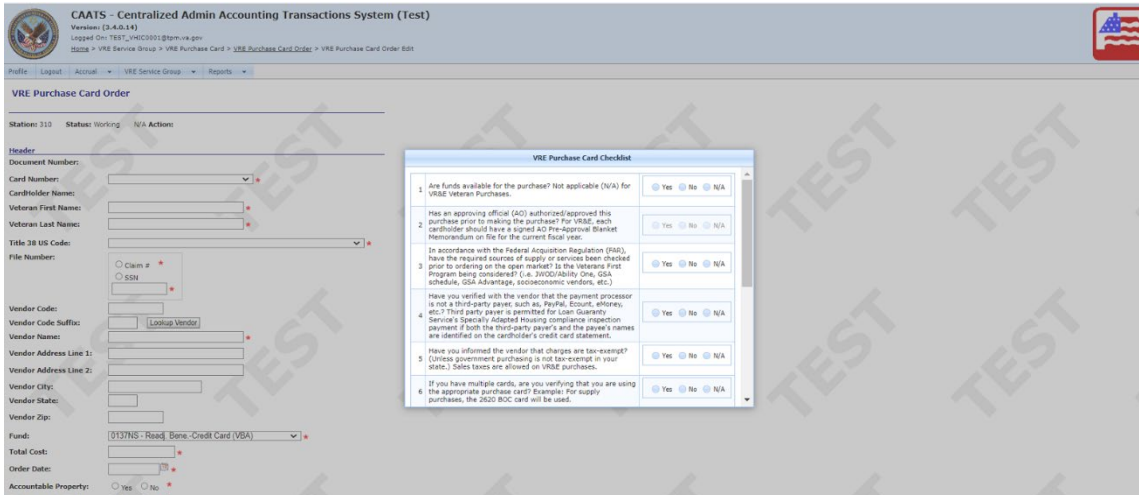 CAATS - Centralized Admin Accounting Transactions System (Test)
Version: (3.4.0.14)
Logged On: TEST_VHIC0001@tprn.va.gov
Home > VRE Service Group > VRE Purchase Card > VRE Purchase Card Order > VRE Purchase Card Order Edit
Profile Logout Accrual VRE Service Group Reports
VRE Purchase Card Order
Station: 310 Status: Working N/A Action:
Header
Document Number:
Card Number: *
CardHolder Name:
Veteran First Name: *
Veteran Last Name: *
Title 38 US Code: *
File Number:
Claim # *
SSN
*
Vendor Code:
Vendor Code Suffix: Lookup Vendor
Vendor Name: *
Vendor Address Line 1:
Vendor Address Line 2:
Vendor City:
Vendor State:
Vendor Zip:
Fund: 0137NS - Readj. Bene.-Credit Card (VBA) *
Total Cost: *
Order Date: *
Accountable Property: Yes No *
VRE Purchase Card Checklist
1 Are funds available for the purchase? Not applicable (N/A) for
VR&E Veteran Purchases.
Yes No N/A
2 Has an approving official (AO) authorized/approved this
purchase prior to making the purchase? For VR&E, each
cardholder should have a signed AO Pre-Approval Blanket
Memorandum on file for the current fiscal year.
Yes No N/A
3 In accordance with the Federal Acquisition Regulation (FAR),
have the required sources of supply or services been checked
prior to ordering on the open market? Is the Veterans First
Program being considered? (i.e. JWOD/Ability One, GSA
schedule, GSA Advantage, socioeconomic vendors, etc.)
Yes No N/A
4 Have you verified with the vendor that the payment processor
is not a third-party payer, such as, PayPal, Ecount, eMoney,
etc.? Third party payer is permitted for Loan Guaranty
Service's Specially Adapted Housing compliance inspection
payment if both the third-party payer's and the payee's names
are identified on the cardholder's credit card statement.
Yes No N/A
5 Have you informed the vendor that charges are tax-exempt?
(Unless government purchasing is not tax-exempt in your
state.) Sales taxes are allowed on VR&E purchases.
Yes No N/A
6 If you have multiple cards, are you verifying that you are using
the appropriate purchase card? Example: For supply
purchases, the 2620 BOC card will be used.
Yes No N/A
TEST
TEST
TEST
TEST
TEST
TEST
TEST
TEST